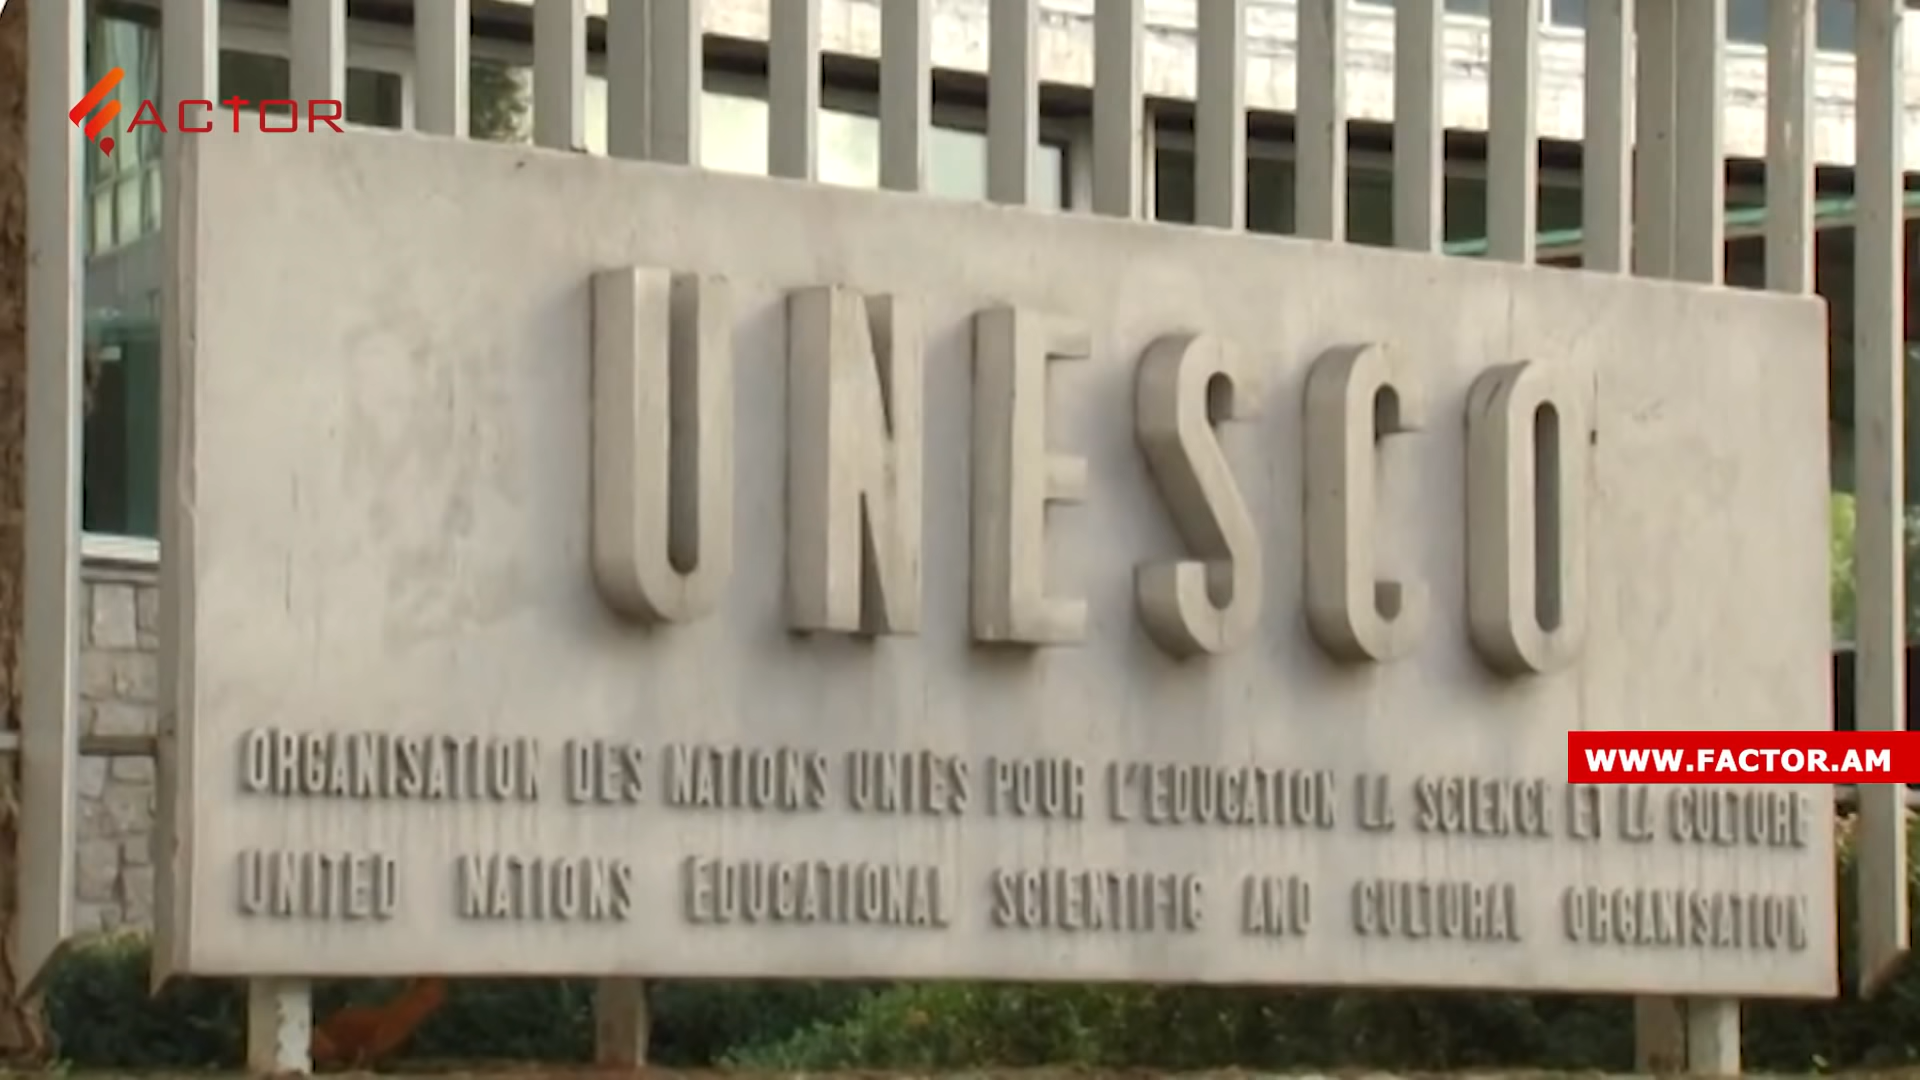 FACTOR
UNESCO
WWW.FACTOR.AM
ORGANISATION DES NATIONS UNIES POUR L'EDUCATION LA SCIENCE ET LA CULTURE
UNITED NATIONS EDUCATIONAL SCIENTIFIC AND CULTURAL ORGANISATION